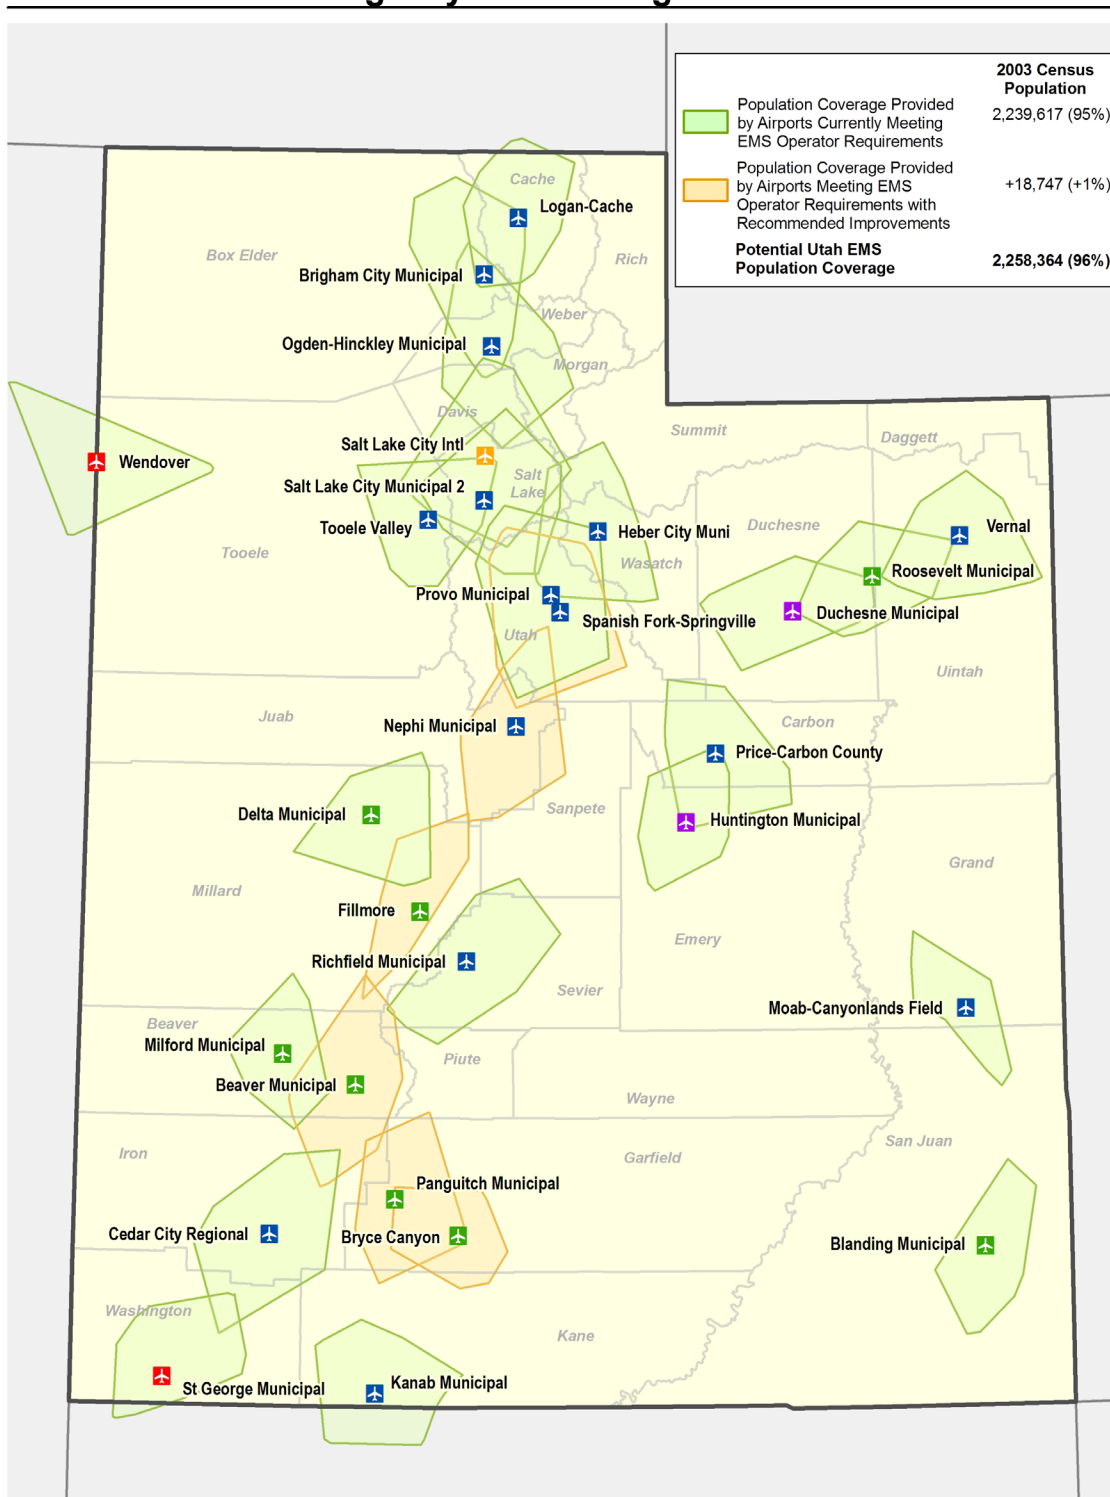 2003 Census
Population
Population Coverage Provided
by Airports Currently Meeting
EMS Operator Requirements
2,239,617 (95%)
Population Coverage Provided
by Airports Meeting EMS
Operator Requirements with
Recommended Improvements
+18,747 (+1%)
Potential Utah EMS
Population Coverage
2,258,364 (96%)
Cache
Logan-Cache
Box Elder
Rich
Brigham City Municipal
Weber
Ogden-Hinckley Municipal
Morgan
Davis
Summit
Daggett
Salt Lake City Intl
Wendover
Salt
Lake
Salt Lake City Municipal 2
Tooele Valley
Duchesne
Vernal
Heber City Muni
Tooele
Wasatch
Roosevelt Municipal
Provo Municipal
Duchesne Municipal
Spanish Fork-Springville
Utah
Uintah
Juab
Nephi Municipal
Carbon
Price-Carbon County
Delta Municipal
Sanpete
Huntington Municipal
Grand
Millard
Fillmore
Emery
Richfield Municipal
Sevier
Moab-Canyonlands Field
Beaver
Milford Municipal
Piute
Beaver Municipal
Wayne
San Juan
Iron
Garfield
Panguitch Municipal
Cedar City Regional
Bryce Canyon
Blanding Municipal
Washington
Kane
St George Municipal
Kanab Municipal